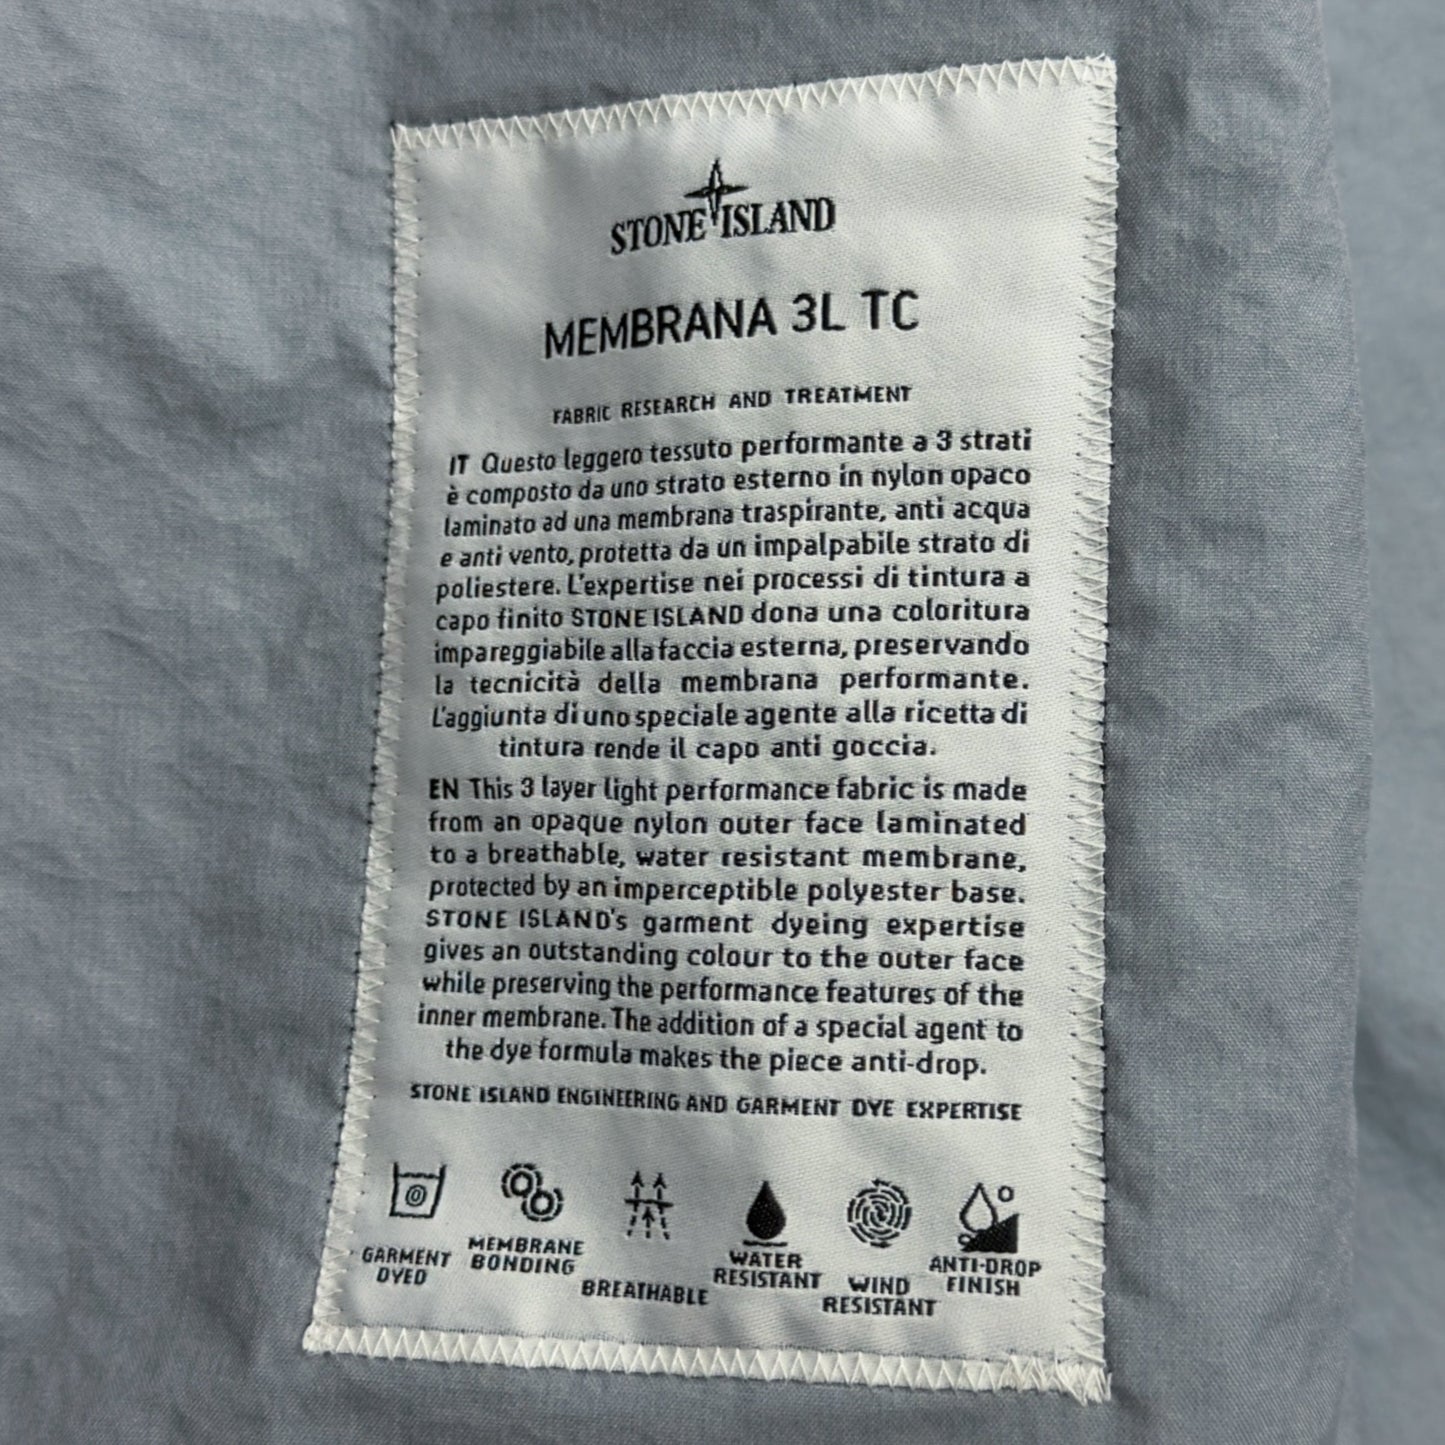 STONE ISLAND
MEMBRANA 3L TC
FABRIC RESEARCH AND TREATMENT
IT Questo leggero tessuto performante a 3 strati
è composto da uno strato esterno in nylon opaco
laminato ad una membrana traspirante, anti acqua
e anti vento, protetta da un impalpabile strato di
poliestere. L'expertise nei processi di tintura a
capo finito STONE ISLAND dona una coloritura
impareggiabile alla faccia esterna, preservando
la tecnicità della membrana performante.
L'aggiunta di uno speciale agente alla ricetta di
tintura rende il capo anti goccia.
EN This 3 layer light performance fabric is made
from an opaque nylon outer face laminated
to a breathable, water resistant membrane,
protected by an imperceptible polyester base.
STONE ISLAND's garment dyeing expertise
gives an outstanding colour to the outer face
while preserving the performance features of the
inner membrane. The addition of a special agent to
the dye formula makes the piece anti-drop.
STONE ISLAND ENGINEERING AND GARMENT DYE EXPERTISE
GARMENT
DYED
MEMBRANE
BONDING
BREATHABLE
WATER
RESISTANT
WIND
RESISTANT
ANTI-DROP
FINISH